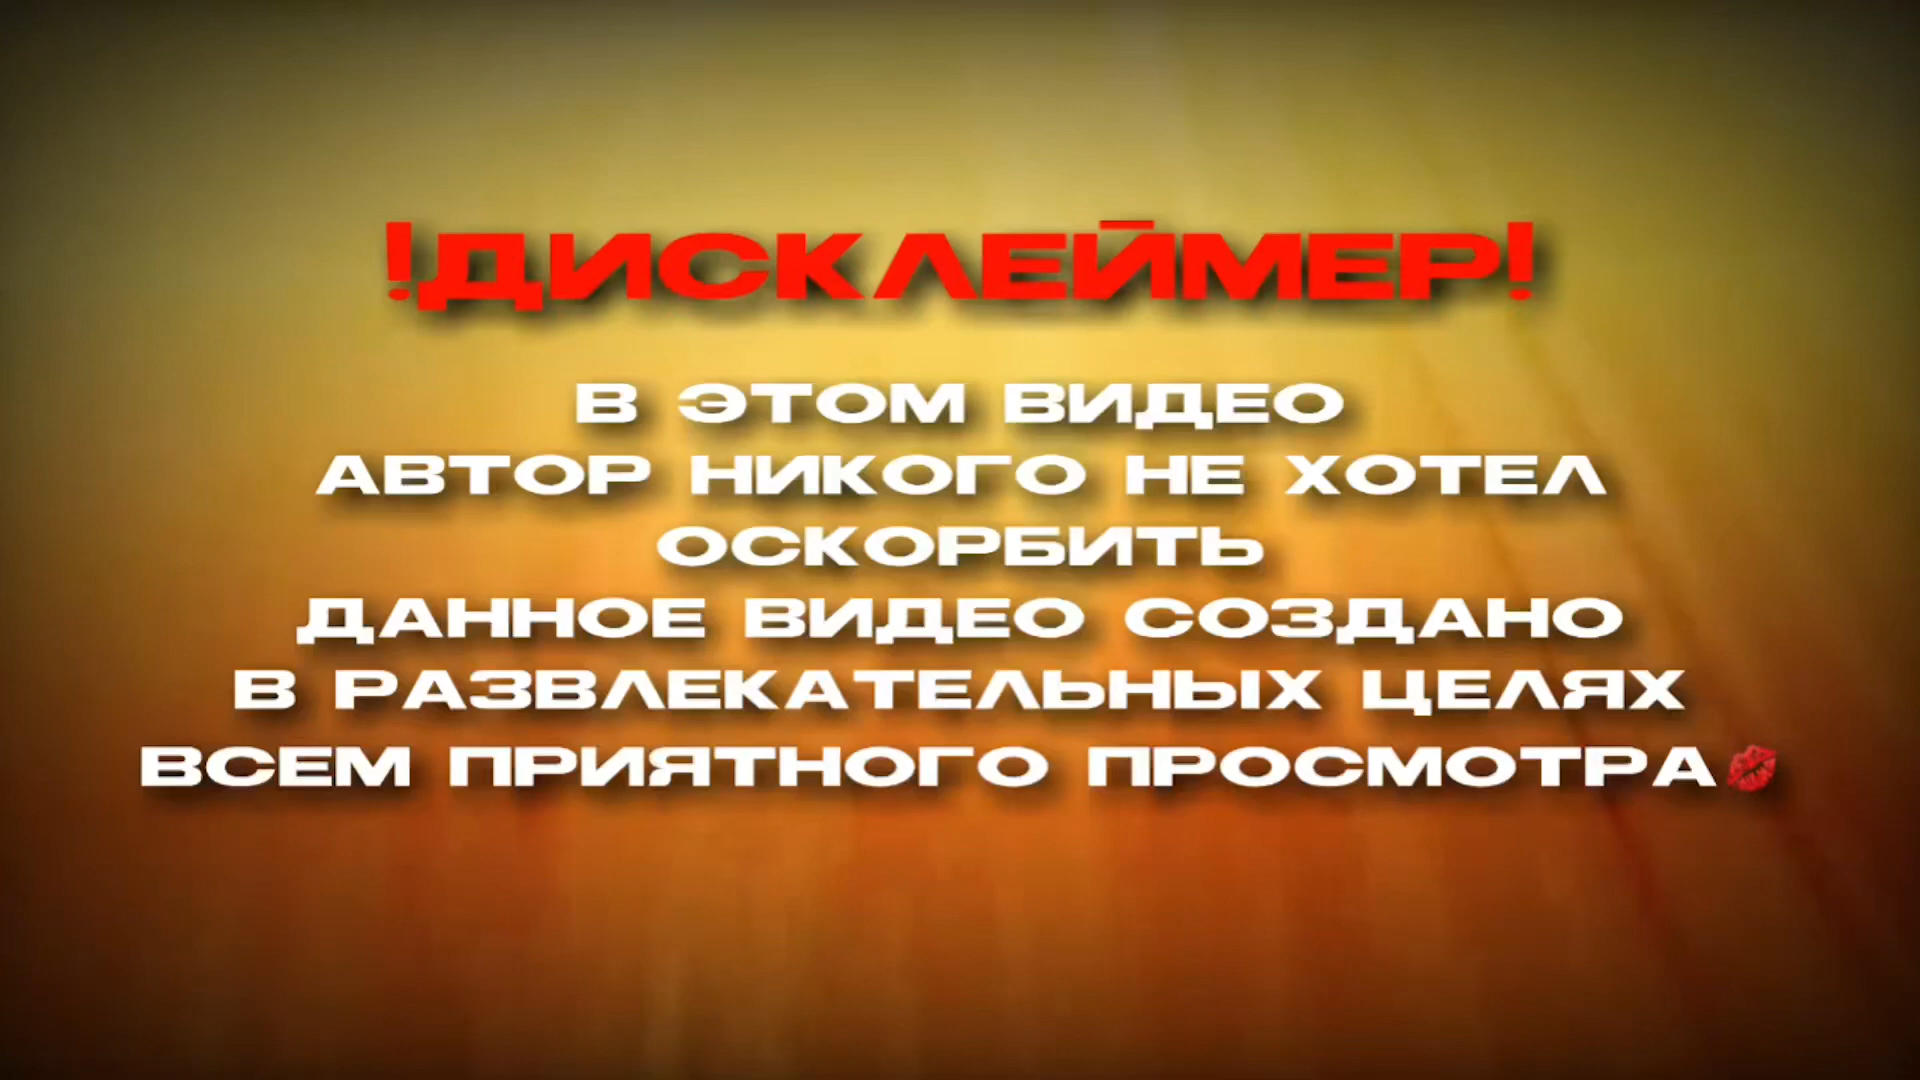 !ДИСКЛЕЙМЕР!
В ЭТОМ ВИДЕО
АВТОР НИКОГО НЕ ХОТЕЛ
ОСКОРБИТЬ
ДАННОЕ ВИДЕО СОЗДАНО
В РАЗВЛЕКАТЕЛЬНЫХ ЦЕЛЯХ
ВСЕМ ПРИЯТНОГО ПРОСМОТРА💋